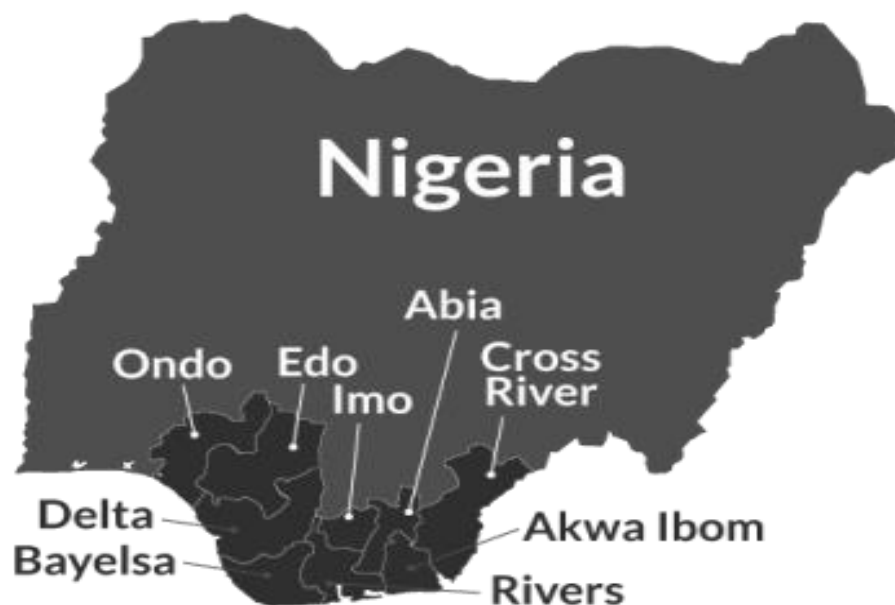 Nigeria
Abia
Ondo
Edo
Imo
Cross
River
Delta
Bayelsa
Akwa Ibom
Rivers